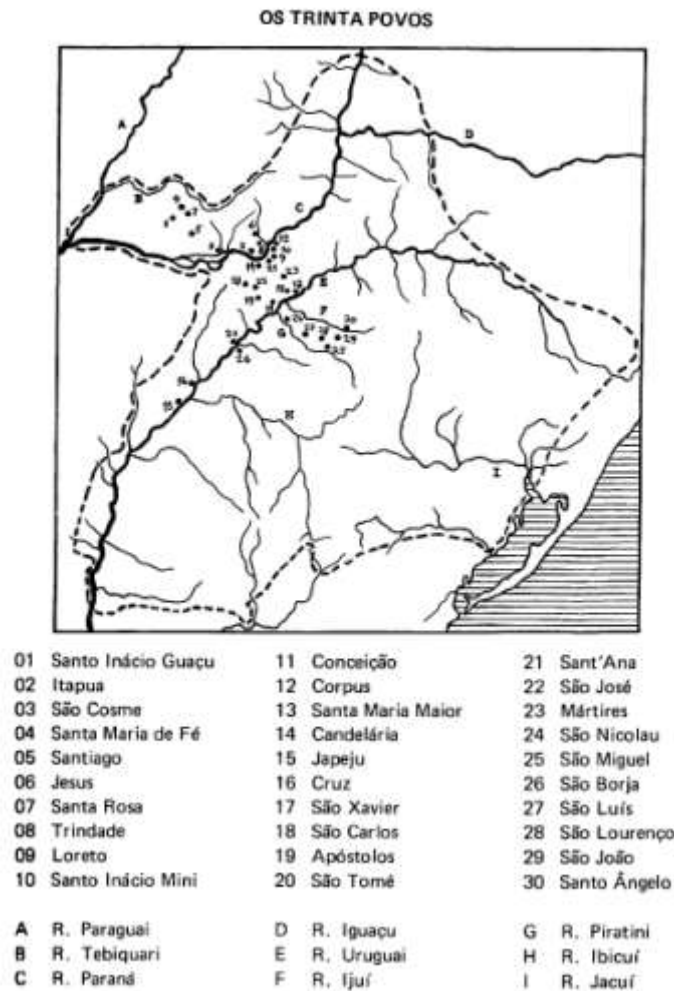 OS TRINTA POVOS
A
D
B
C
E
F
G
H
I
01 Santo Inácio Guaçu
02 Itapua
03 São Cosme
04 Santa Maria de Fé
05 Santiago
06 Jesus
07 Santa Rosa
08 Trindade
09 Loreto
10 Santo Inácio Mini
11 Conceição
12 Corpus
13 Santa Maria Maior
14 Candelária
15 Japeju
16 Cruz
17 São Xavier
18 São Carlos
19 Apóstolos
20 São Tomé
21 Sant'Ana
22 São José
23 Mártires
24 São Nicolau
25 São Miguel
26 São Borja
27 São Luís
28 São Lourenço
29 São João
30 Santo Ângelo
A R. Paraguai
B R. Tebiquari
C R. Paraná
D R. Iguaçu
E R. Uruguai
F R. Ijuí
G R. Piratini
H R. Ibicuí
I R. Jacuí